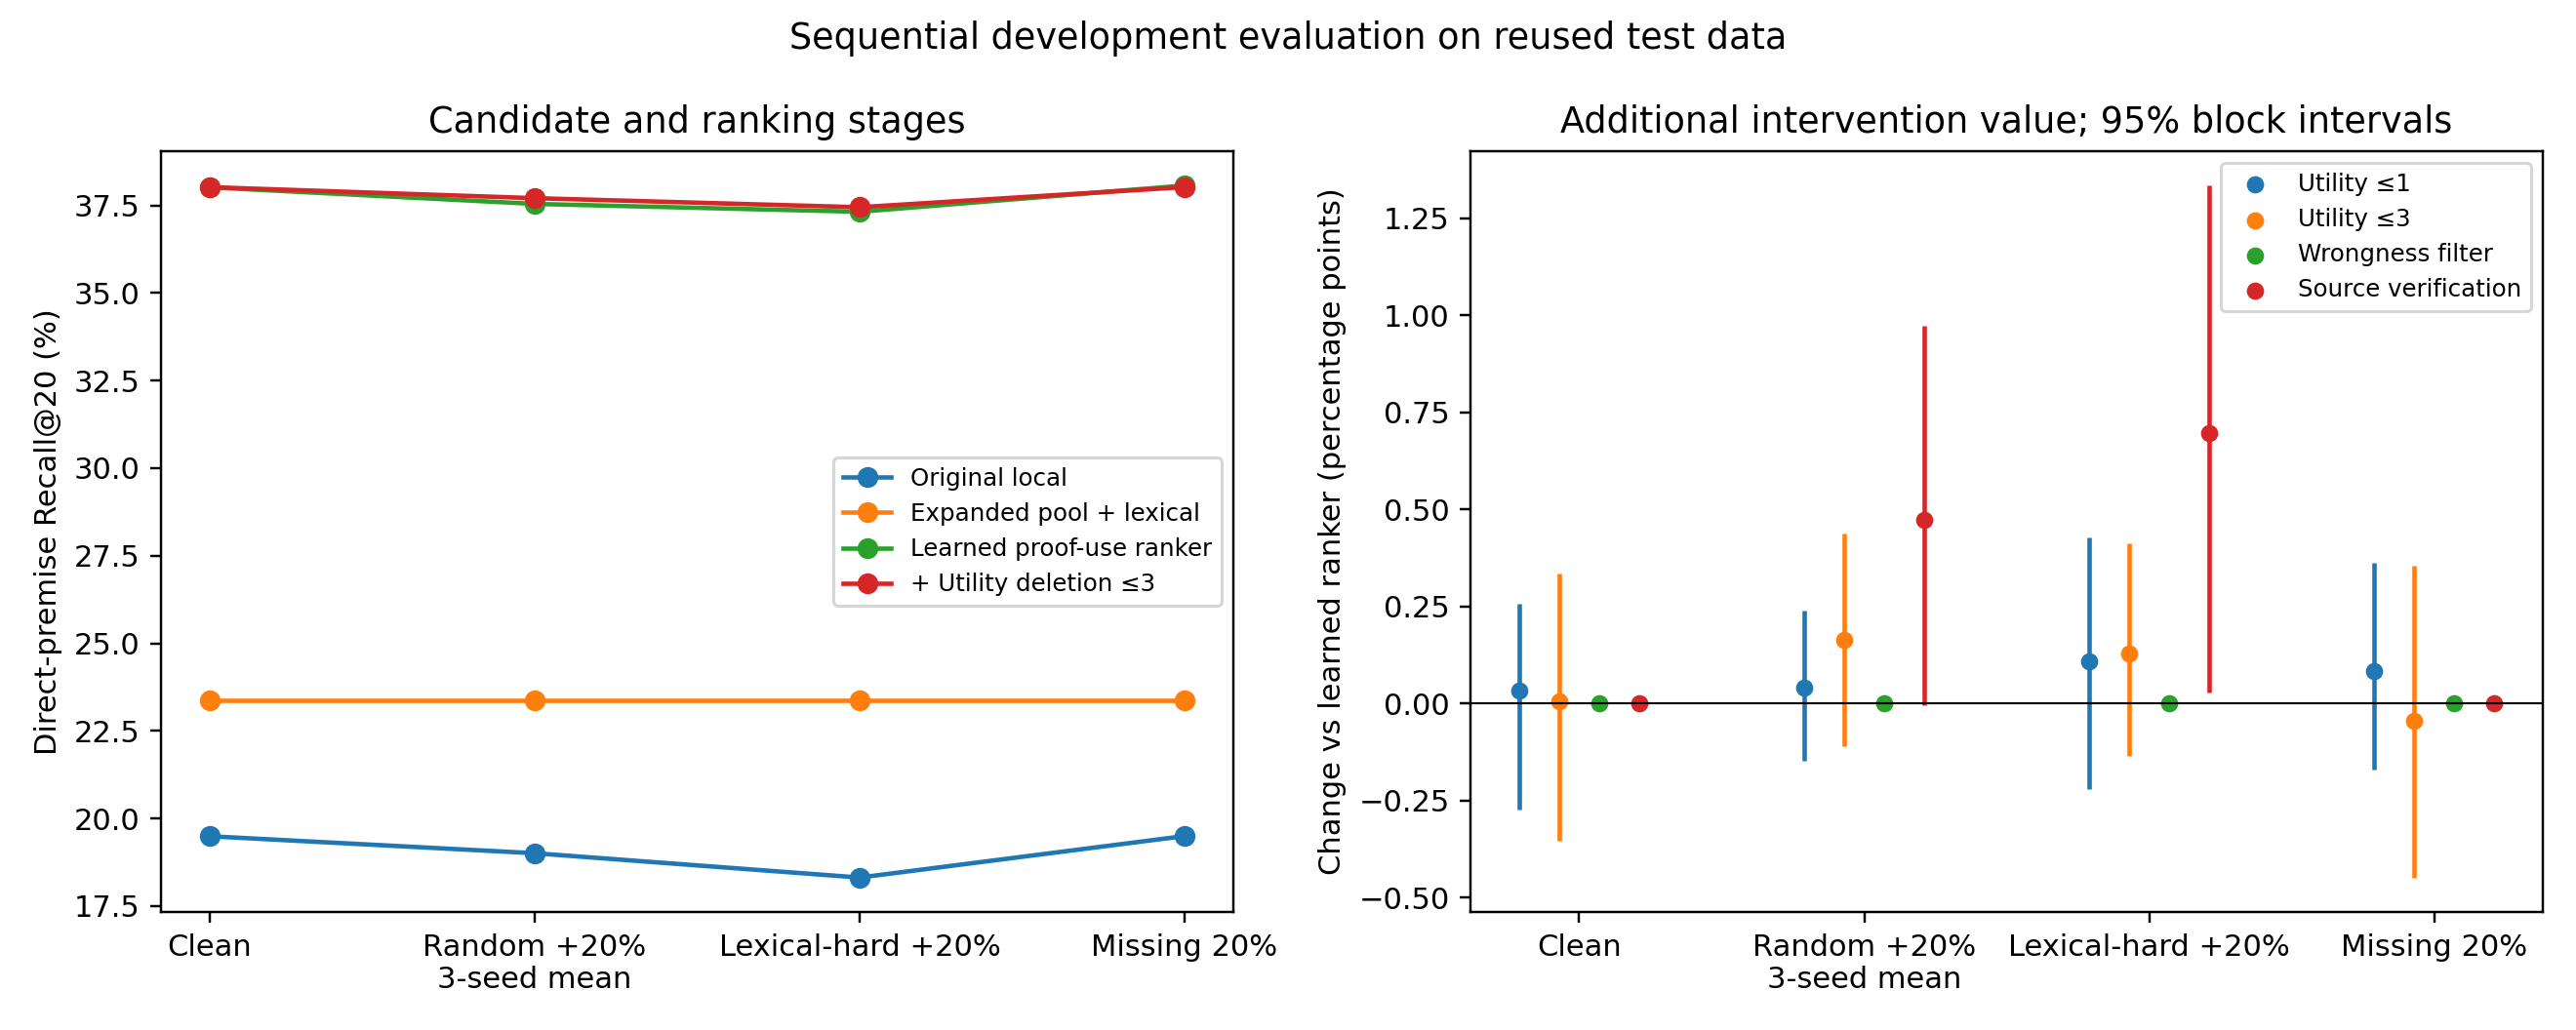 Sequential development evaluation on reused test data
Candidate and ranking stages
Direct-premise Recall@20 (%)
37.5
35.0
32.5
30.0
27.5
25.0
22.5
20.0
17.5
Original local
Expanded pool + lexical
Learned proof-use ranker
+ Utility deletion ≤3
Clean
Random +20%
3-seed mean
Lexical-hard +20%
Missing 20%
Additional intervention value; 95% block intervals
Change vs learned ranker (percentage points)
1.25
1.00
0.75
0.50
0.25
0.00
−0.25
−0.50
Utility ≤1
Utility ≤3
Wrongness filter
Source verification
Clean
Random +20%
3-seed mean
Lexical-hard +20%
Missing 20%